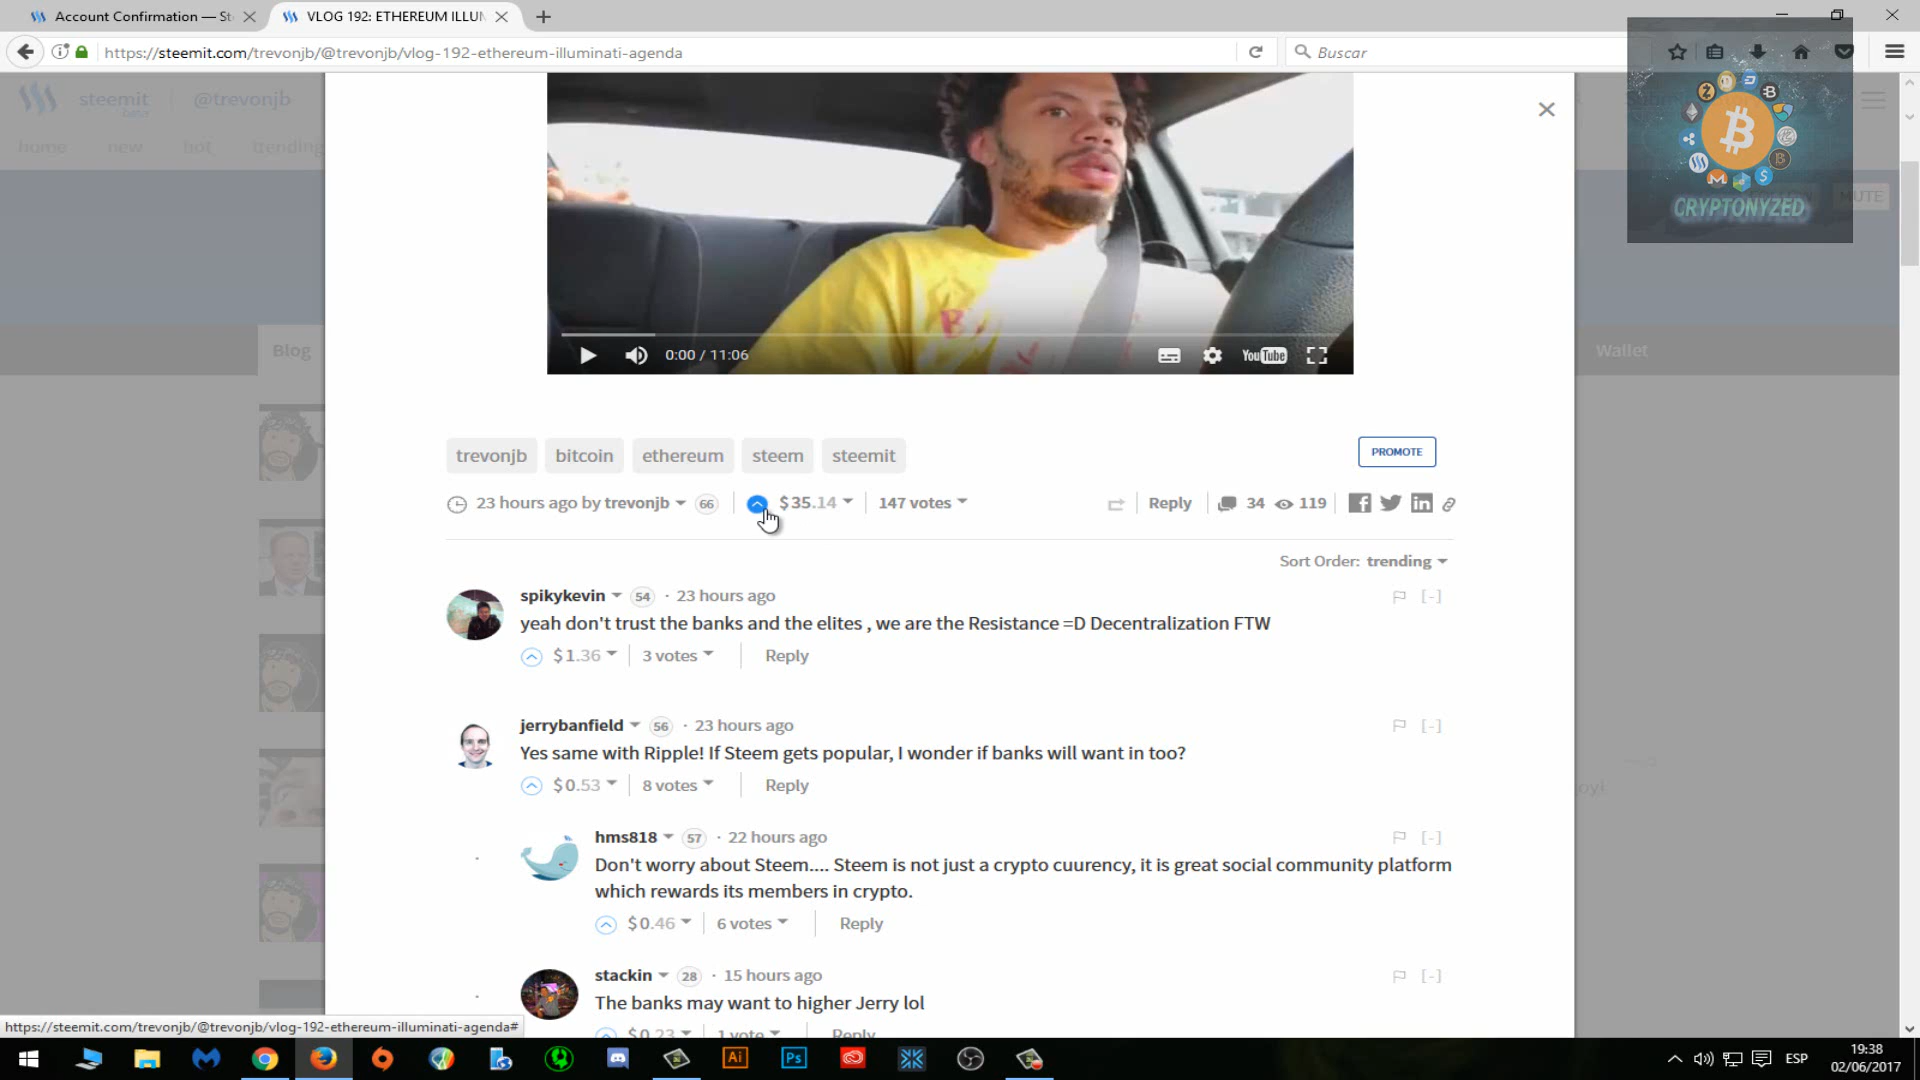 Account Confirmation — St
VLOG 192: ETHEREUM ILLUM
https://steemit.com/trevonjb/@trevonjb/vlog-192-ethereum-illuminati-agenda
Buscar
steemit
beta
@trevonjb
home new hot trending
CRYPTONYZED
MUTE
Blog
Wallet
0:00 / 11:06
YouTube
trevonjb bitcoin ethereum steem steemit
PROMOTE
23 hours ago by trevonjb 66 $35.14 147 votes Reply 34 119
Sort Order: trending
spikykevin 54 · 23 hours ago [-]
yeah don't trust the banks and the elites , we are the Resistance =D Decentralization FTW
$1.36 3 votes Reply
jerrybanfield 56 · 23 hours ago [-]
Yes same with Ripple! If Steem gets popular, I wonder if banks will want in too?
$0.53 8 votes Reply
hms818 57 · 22 hours ago [-]
Don't worry about Steem.... Steem is not just a crypto cuurency, it is great social community platform
which rewards its members in crypto.
$0.46 6 votes Reply
stackin 28 · 15 hours ago [-]
The banks may want to higher Jerry lol
$0.23 1 vote Reply
https://steemit.com/trevonjb/@trevonjb/vlog-192-ethereum-illuminati-agenda#
Ai Ps
ESP
19:38
02/06/2017